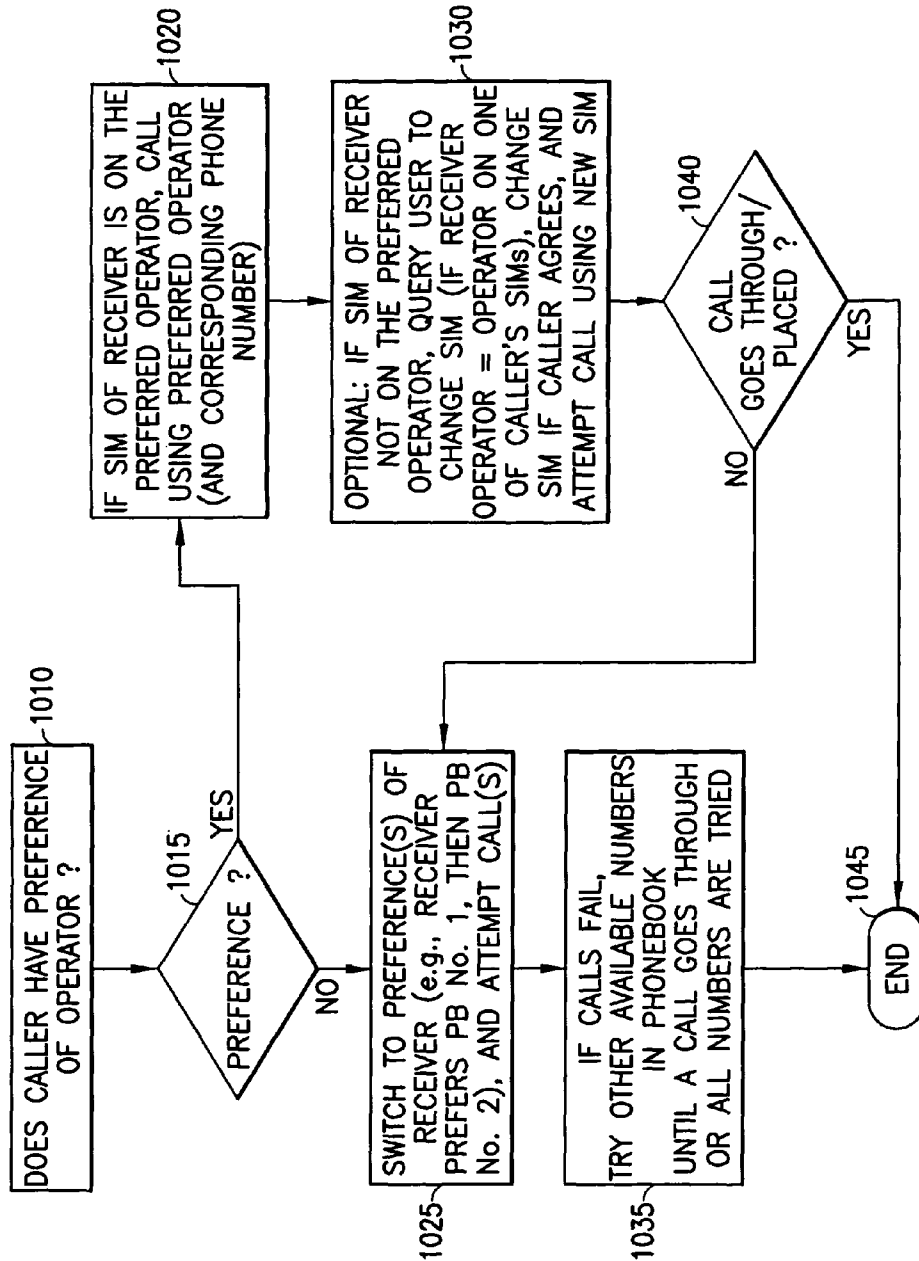 DOES CALLER HAVE PREFERENCE
OF OPERATOR ?
1010
1015
PREFERENCE ?
YES
NO
IF SIM OF RECEIVER IS ON THE
PREFERRED OPERATOR, CALL
USING PREFERRED OPERATOR
(AND CORRESPONDING PHONE
NUMBER)
1020
OPTIONAL: IF SIM OF RECEIVER
NOT ON THE PREFERRED
OPERATOR, QUERY USER TO
CHANGE SIM (IF RECEIVER
OPERATOR = OPERATOR ON ONE
OF CALLER'S SIMs), CHANGE
SIM IF CALLER AGREES, AND
ATTEMPT CALL USING NEW SIM
1030
CALL
GOES THROUGH/
PLACED ?
1040
NO
YES
SWITCH TO PREFERENCE(S) OF
RECEIVER (e.g., RECEIVER
PREFERS PB No. 1, THEN PB
No. 2), AND ATTEMPT CALL(S)
1025
IF CALLS FAIL,
TRY OTHER AVAILABLE NUMBERS
IN PHONEBOOK
UNTIL A CALL GOES THROUGH
OR ALL NUMBERS ARE TRIED
1035
END
1045